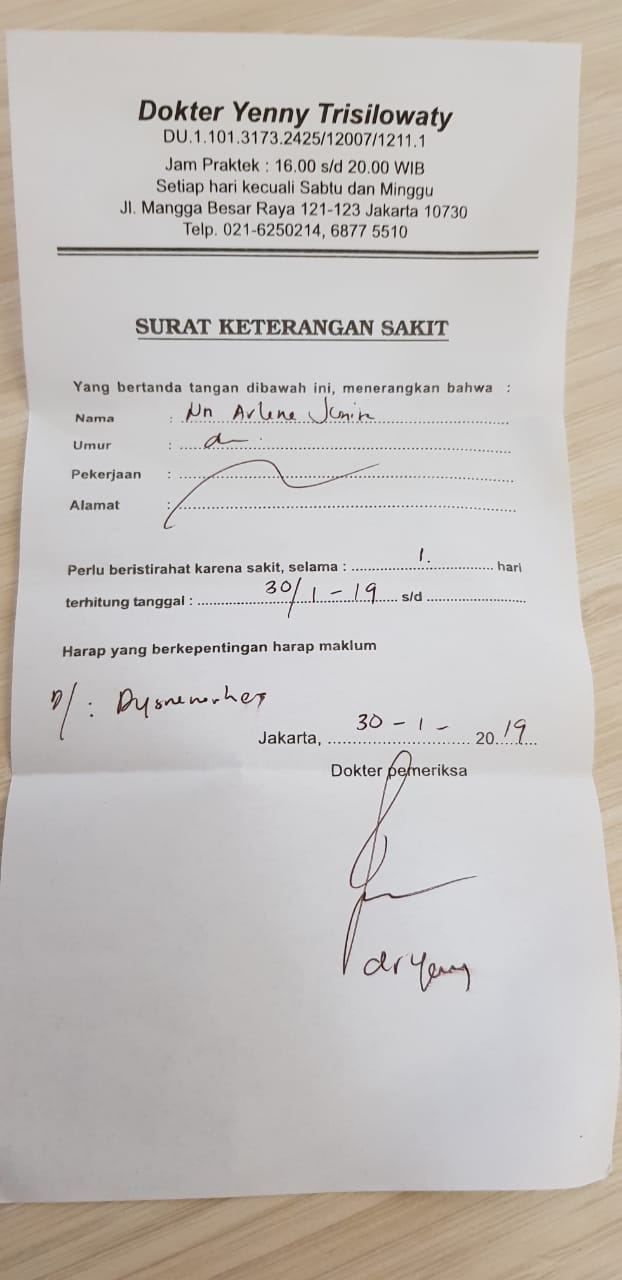 Dokter Yenny Trisilowaty
DU.1.101.3173.2425/12007/1211.1
Jam Praktek : 16.00 s/d 20.00 WIB
Setiap hari kecuali Sabtu dan Minggu
Jl. Mangga Besar Raya 121-123 Jakarta 10730
Telp. 021-6250214, 6877 5510
SURAT KETERANGAN SAKIT
Yang bertanda tangan dibawah ini, menerangkan bahwa :
Nama : Nn Arlene
Umur :
Pekerjaan :
Alamat :
Perlu beristirahat karena sakit, selama : 1. hari
terhitung tanggal : 30/1-19 s/d
Harap yang berkepentingan harap maklum
D/ :
Jakarta, 30-1- 2019
Dokter pemeriksa
dr Yenny